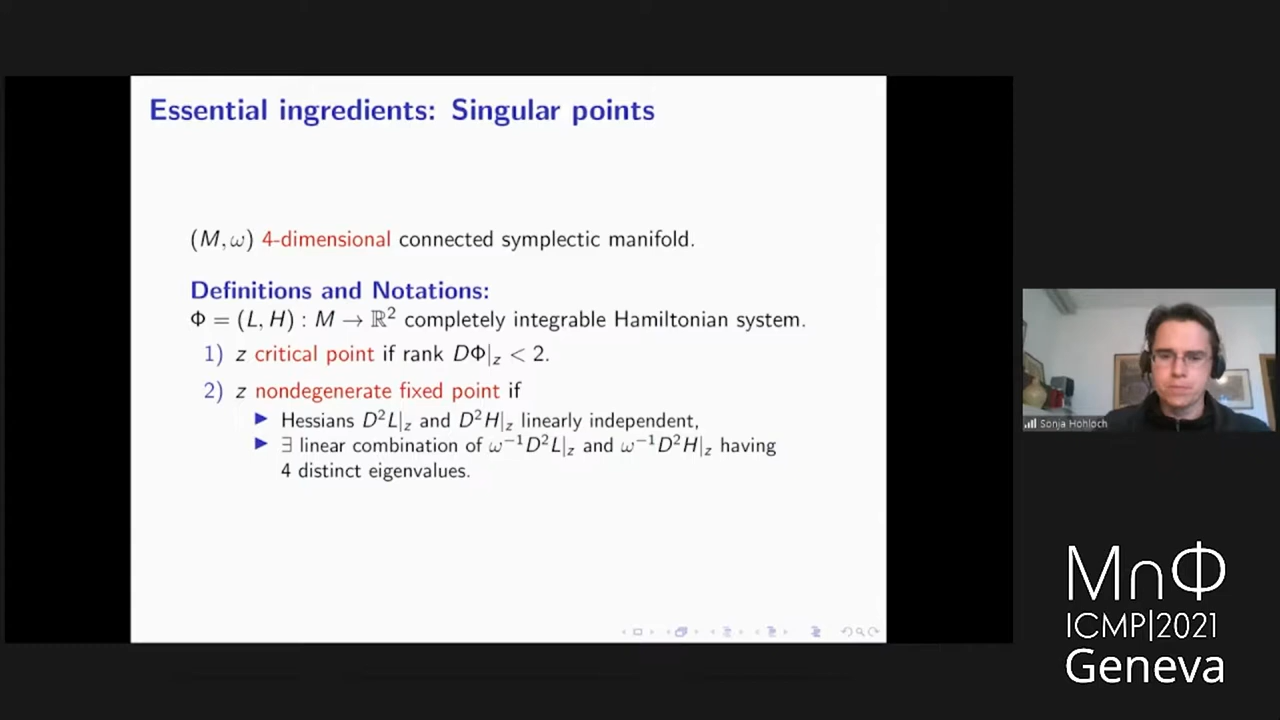 Essential ingredients: Singular points
(M, ω) 4-dimensional connected symplectic manifold.
Definitions and Notations:
Φ = (L, H) : M → ℝ² completely integrable Hamiltonian system.
1) z critical point if rank DΦ|z < 2.
2) z nondegenerate fixed point if
▶ Hessians D²L|z and D²H|z linearly independent,
▶ ∃ linear combination of ω⁻¹D²L|z and ω⁻¹D²H|z having
4 distinct eigenvalues.
Sonja Hohloch
M∩Φ
ICMP|2021
Geneva